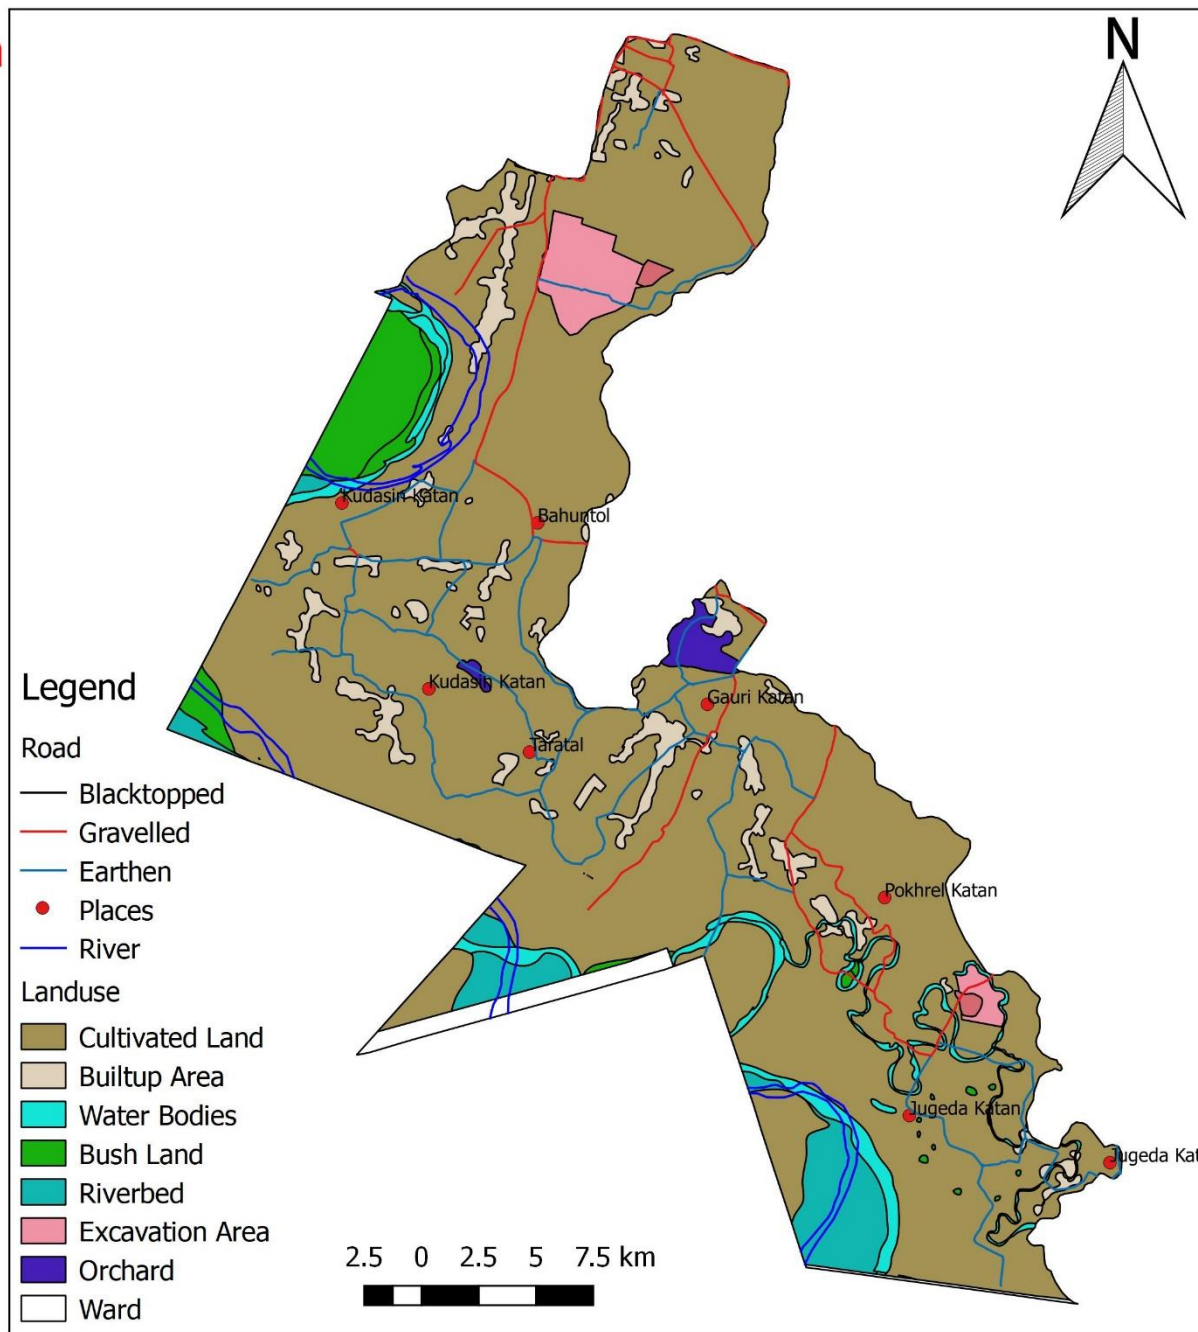 N
Kudasin Katan
Bahuntol
Kudasin Katan
Gauri Katan
Taratal
Pokhrel Katan
Jugeda Katan
Jugeda Kat
Legend
Road
Blacktopped
Gravelled
Earthen
Places
River
Landuse
Cultivated Land
Builtup Area
Water Bodies
Bush Land
Riverbed
Excavation Area
Orchard
Ward
2.5 0 2.5 5 7.5 km